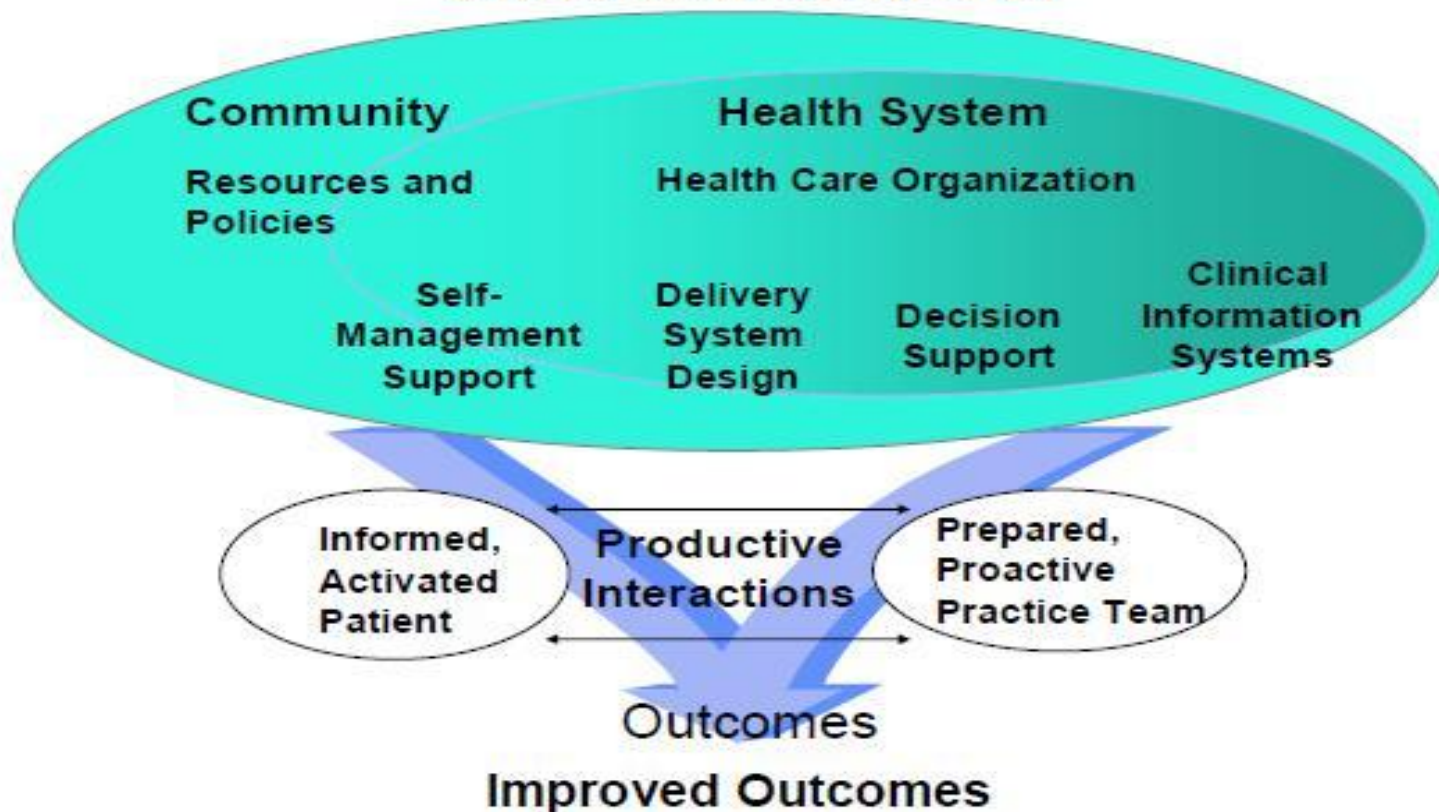 Community
Health System
Resources and
Policies
Health Care Organization
Self-
Management
Support
Delivery
System
Design
Decision
Support
Clinical
Information
Systems
Informed,
Activated
Patient
Productive
Interactions
Prepared,
Proactive
Practice Team
Outcomes
Improved Outcomes